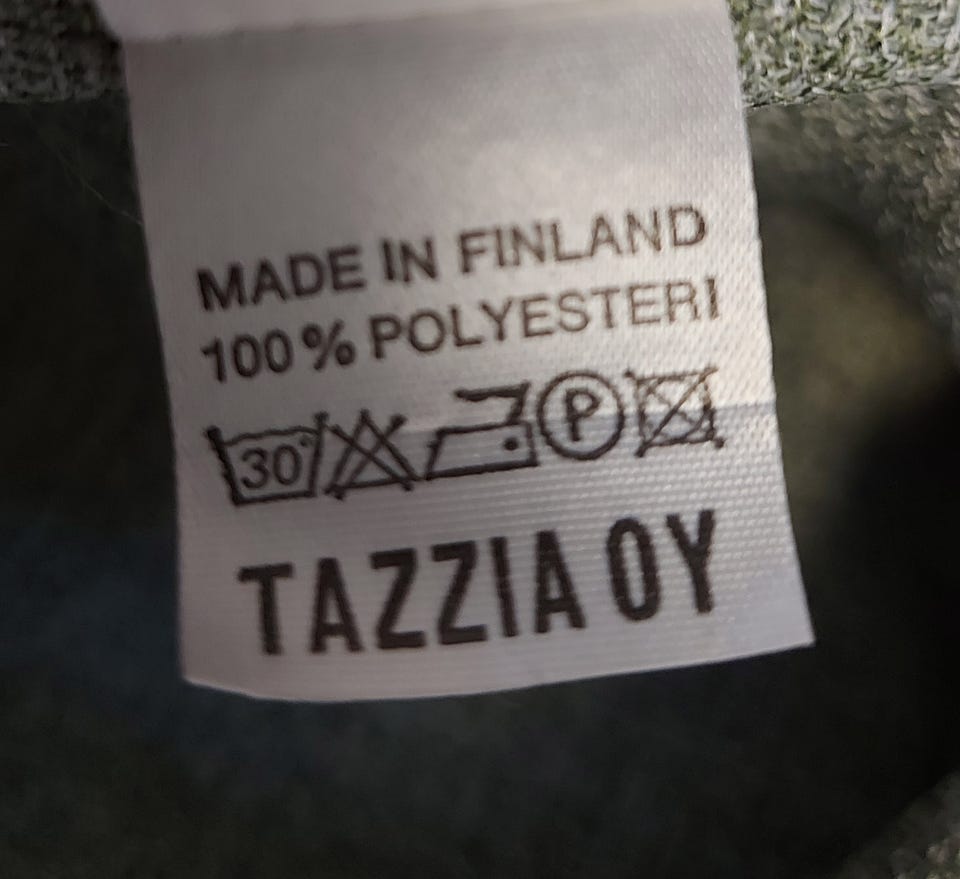 MADE IN FINLAND
100% POLYESTERI
30° P
TAZZIA OY